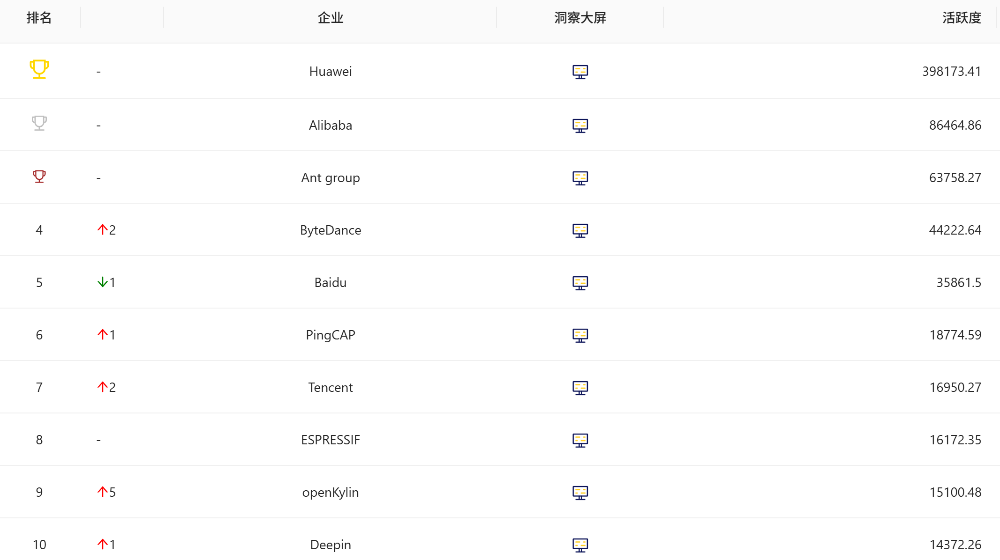 排名 企业 洞察大屏 活跃度
- Huawei 398173.41
- Alibaba 86464.86
- Ant group 63758.27
4 ↑2 ByteDance 44222.64
5 ↓1 Baidu 35861.5
6 ↑1 PingCAP 18774.59
7 ↑2 Tencent 16950.27
8 - ESPRESSIF 16172.35
9 ↑5 openKylin 15100.48
10 ↑1 Deepin 14372.26